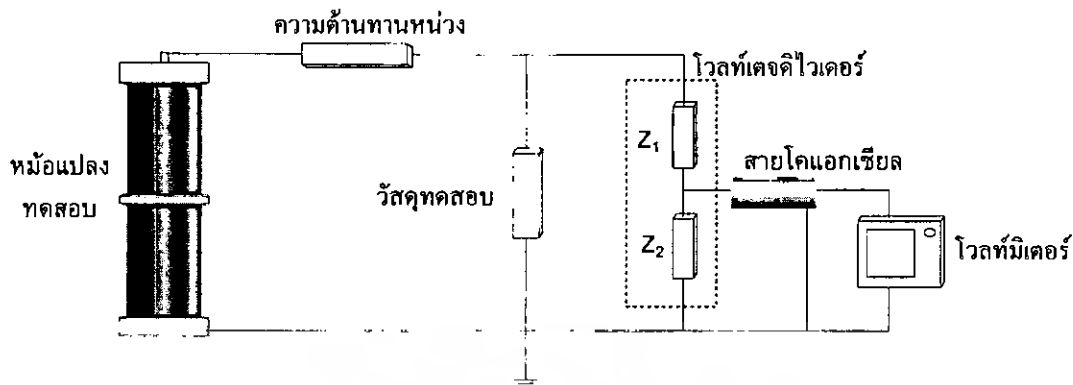 ความต้านทานหน่วง
โวลท์เตจดิไวเดอร์
Z₁
สายโคแอกเซียล
หม้อแปลง
ทดสอบ
วัสดุทดสอบ
Z₂
โวลท์มิเตอร์